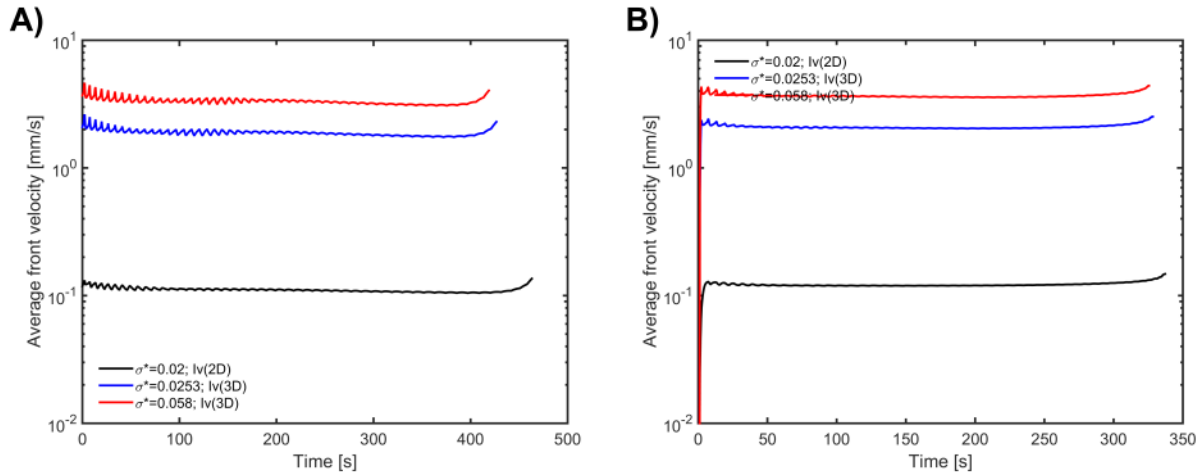 A)
10^1
10^0
10^-1
10^-2
Average front velocity [mm/s]
σ*=0.02; Iv(2D)
σ*=0.0253; Iv(3D)
σ*=0.058; Iv(3D)
0 100 200 300 400 500
Time [s]
B)
10^1
10^0
10^-1
10^-2
Average front velocity [mm/s]
σ*=0.02; Iv(2D)
σ*=0.0253; Iv(3D)
σ*=0.058; Iv(3D)
0 50 100 150 200 250 300 350
Time [s]